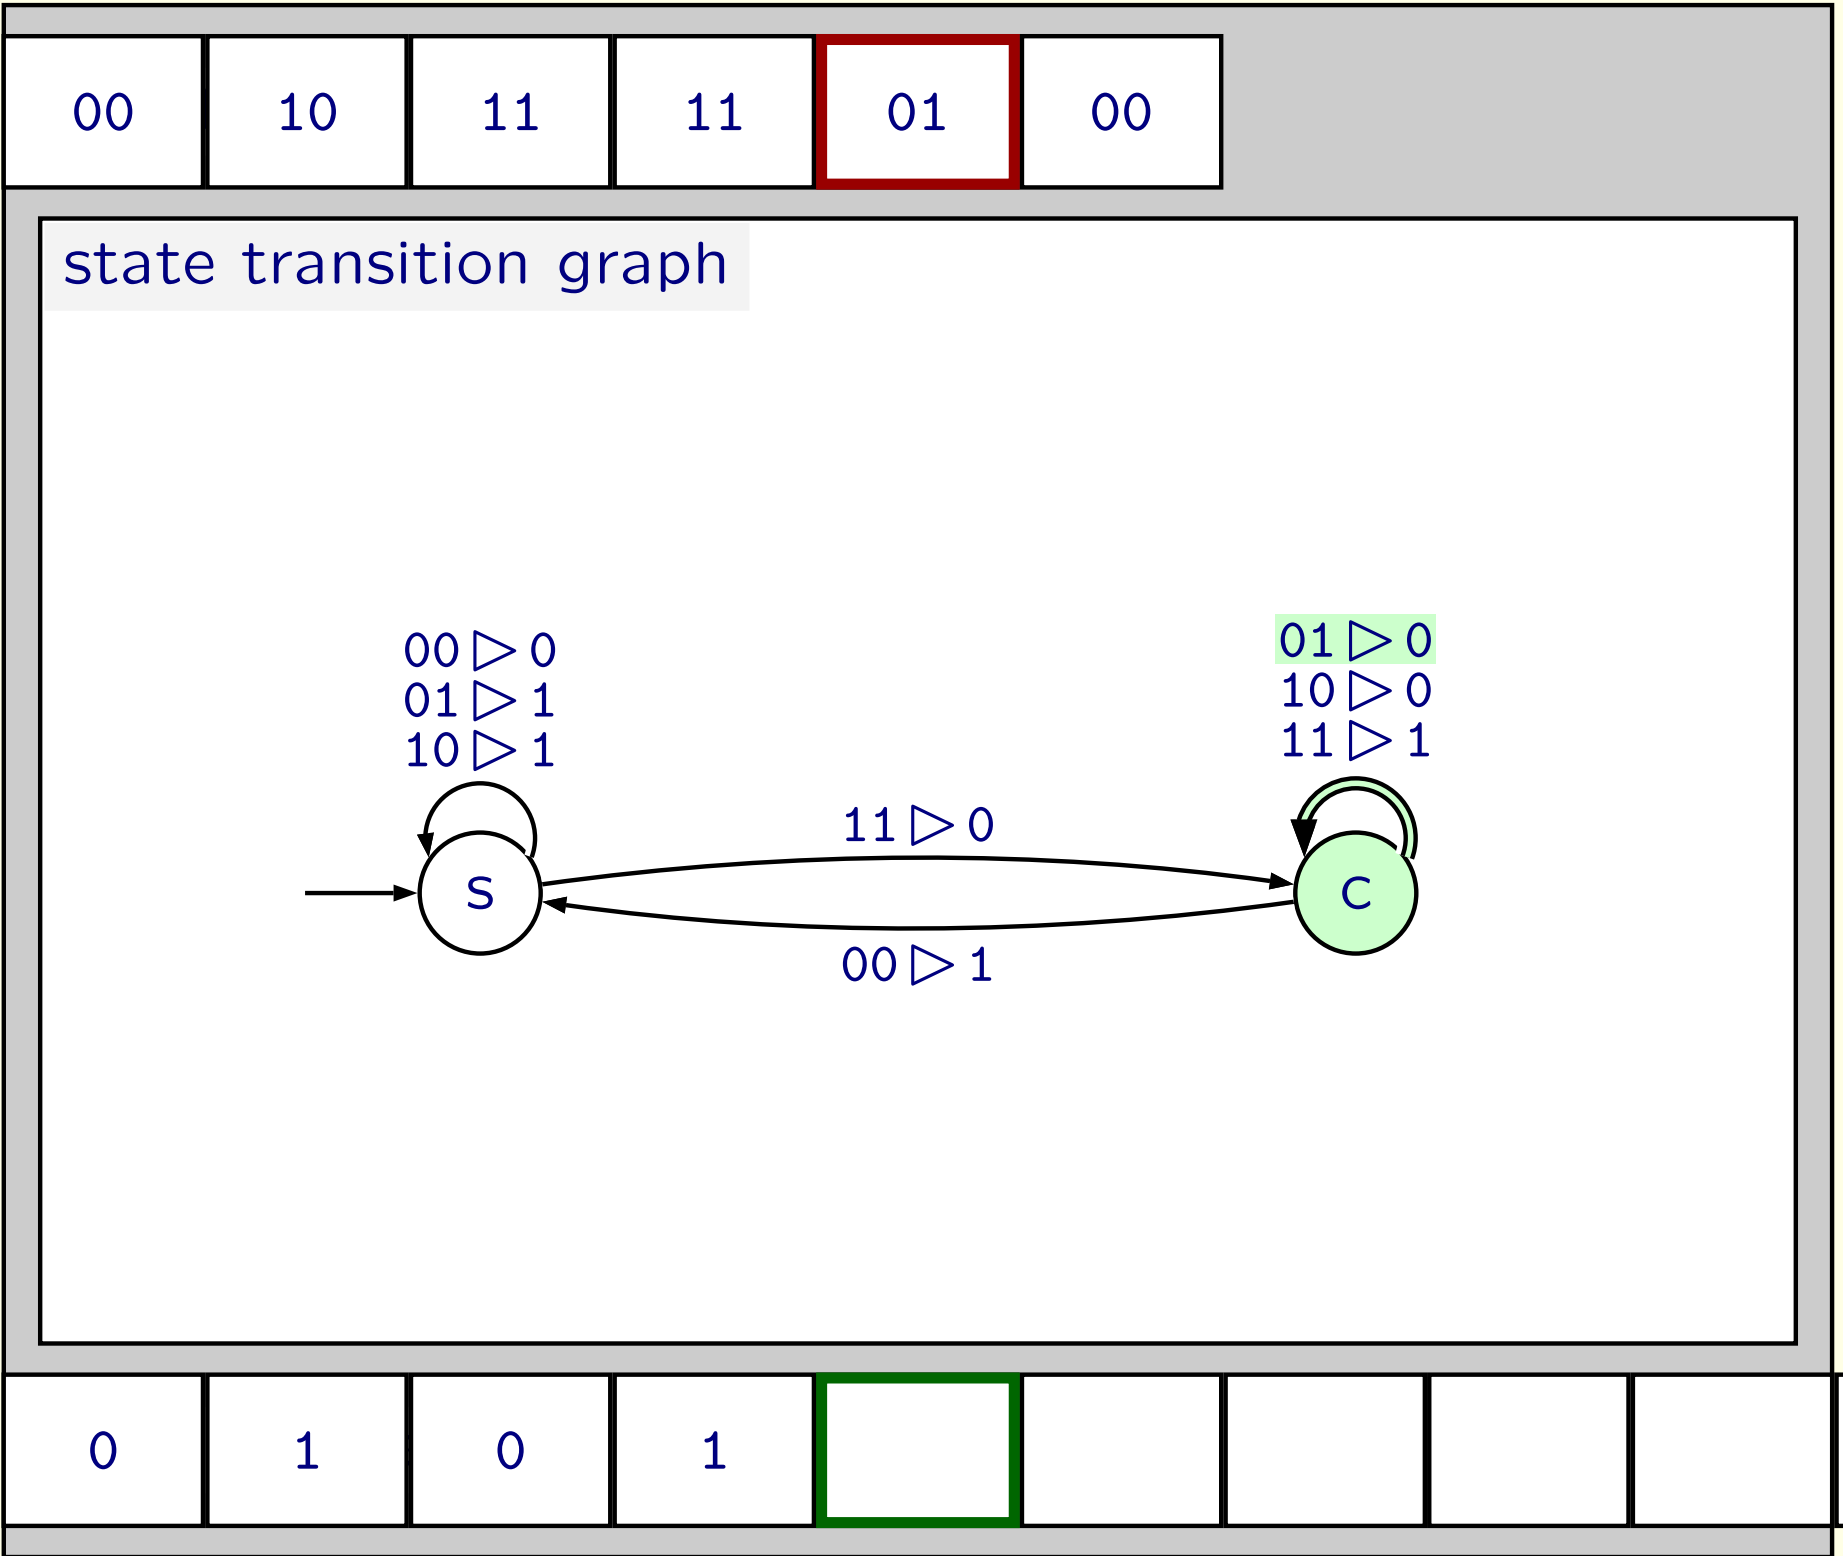 00 10 11 11 01 00
state transition graph
00 ▷ 0
01 ▷ 1
10 ▷ 1
01 ▷ 0
10 ▷ 0
11 ▷ 1
11 ▷ 0
S
C
00 ▷ 1
0 1 0 1